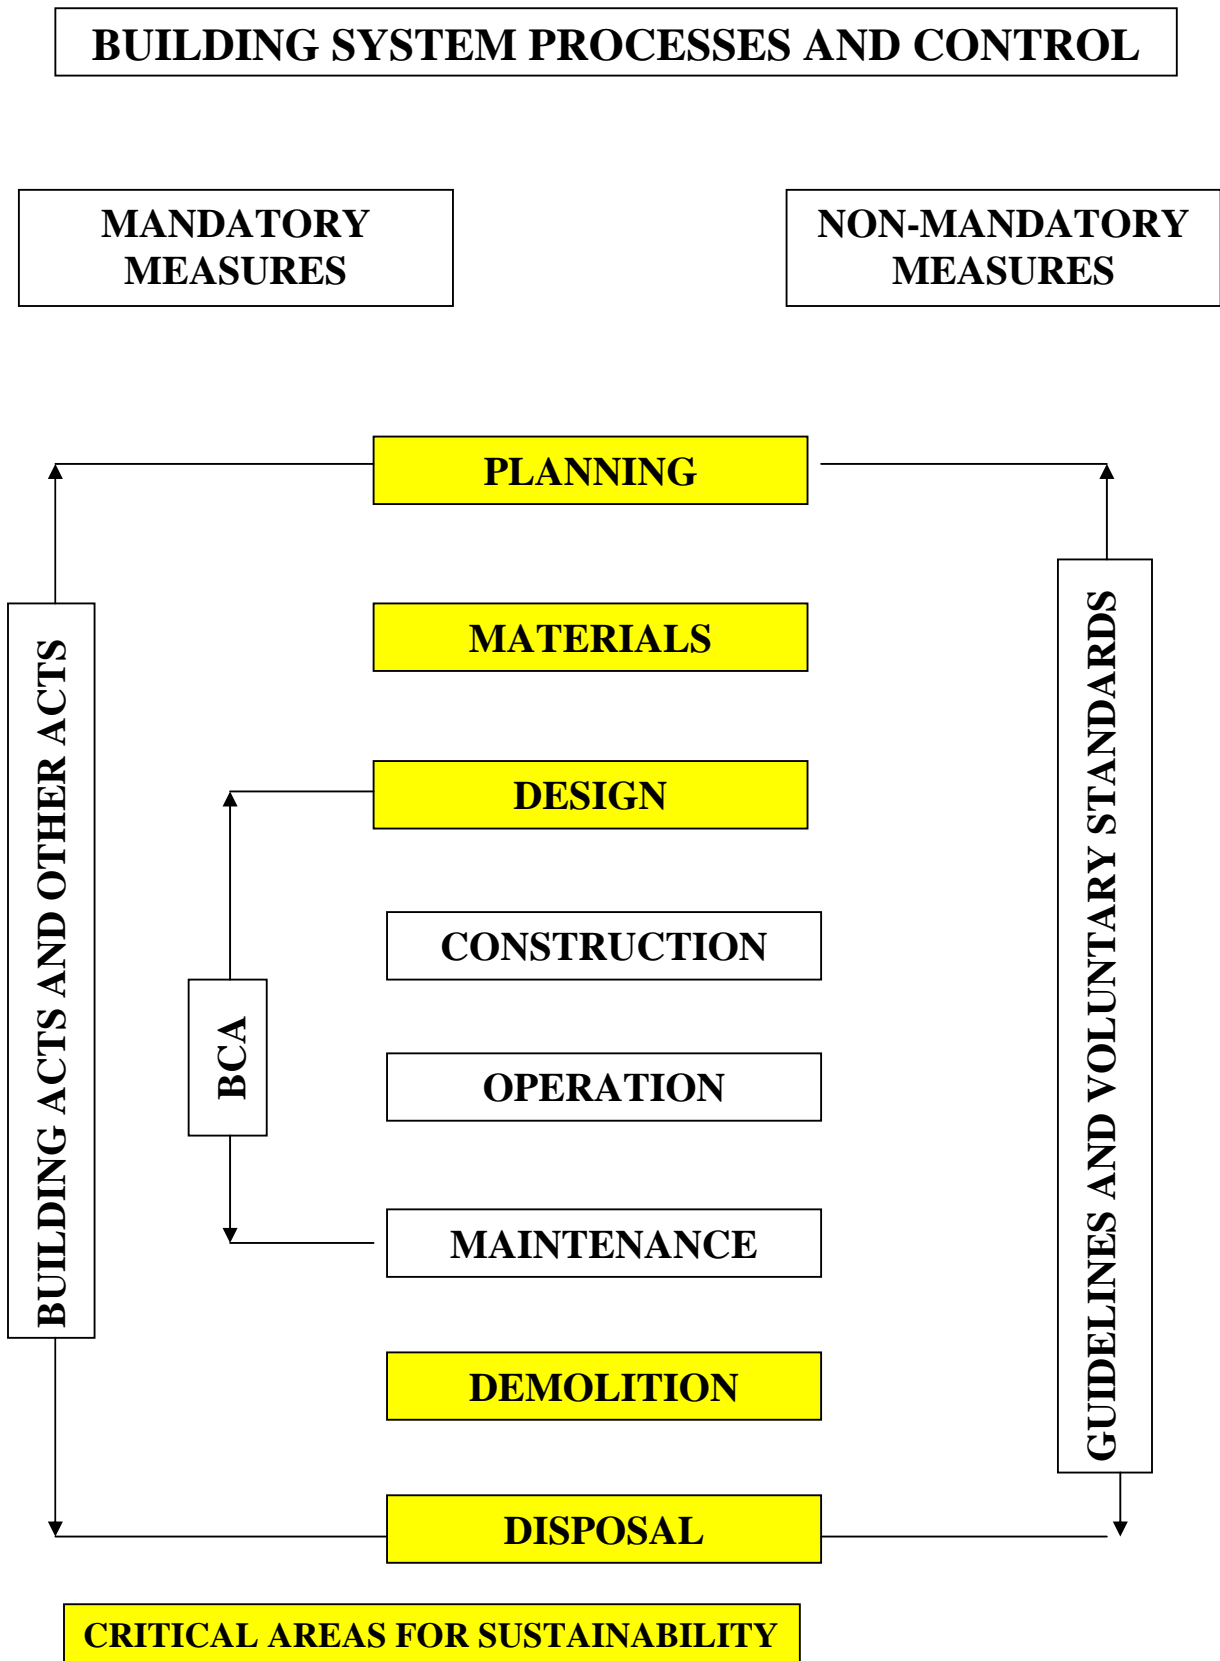 BUILDING SYSTEM PROCESSES AND CONTROL
MANDATORY
MEASURES
NON-MANDATORY
MEASURES
PLANNING
MATERIALS
DESIGN
CONSTRUCTION
OPERATION
MAINTENANCE
DEMOLITION
DISPOSAL
BUILDING ACTS AND OTHER ACTS
BCA
GUIDELINES AND VOLUNTARY STANDARDS
CRITICAL AREAS FOR SUSTAINABILITY